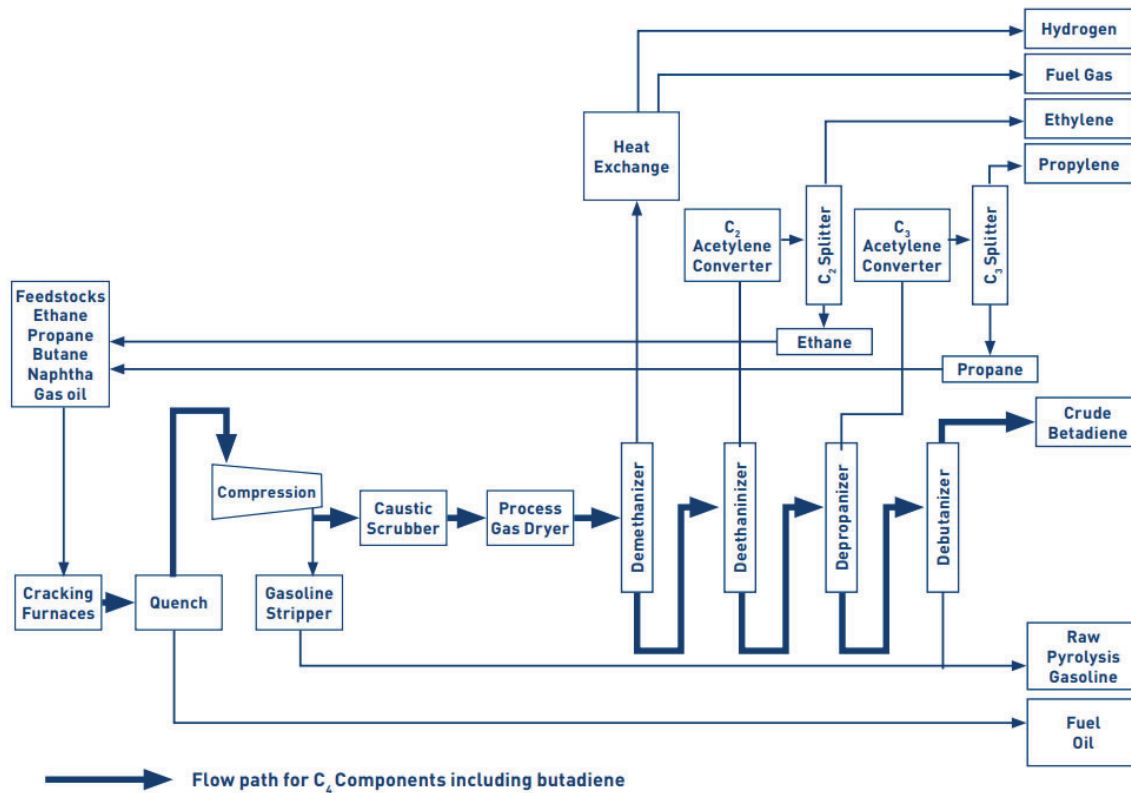 Hydrogen
Fuel Gas
Ethylene
Propylene
Heat
Exchange
C2
Acetylene
Converter
C2 Splitter
C3
Acetylene
Converter
C3 Splitter
Feedstocks
Ethane
Propane
Butane
Naphtha
Gas oil
Ethane
Propane
Crude
Betadiene
Compression
Caustic
Scrubber
Process
Gas Dryer
Demethanizer
Deethaninizer
Depropanizer
Debutanizer
Cracking
Furnaces
Quench
Gasoline
Stripper
Raw
Pyrolysis
Gasoline
Fuel
Oil
Flow path for C4 Components including butadiene